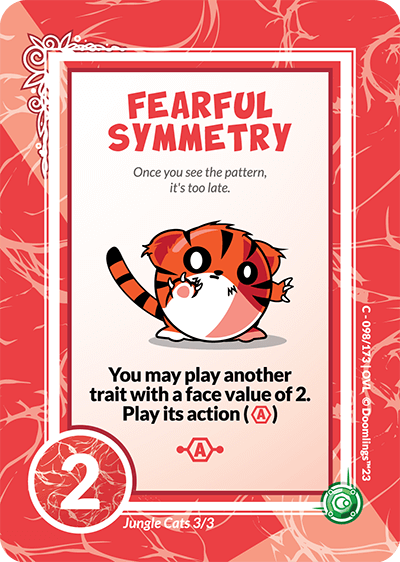 FEARFUL
SYMMETRY
Once you see the pattern,
it's too late.
You may play another
trait with a face value of 2.
Play its action (A)
A
2
Jungle Cats 3/3
C - 098/173 | OVL © Doomlings™23